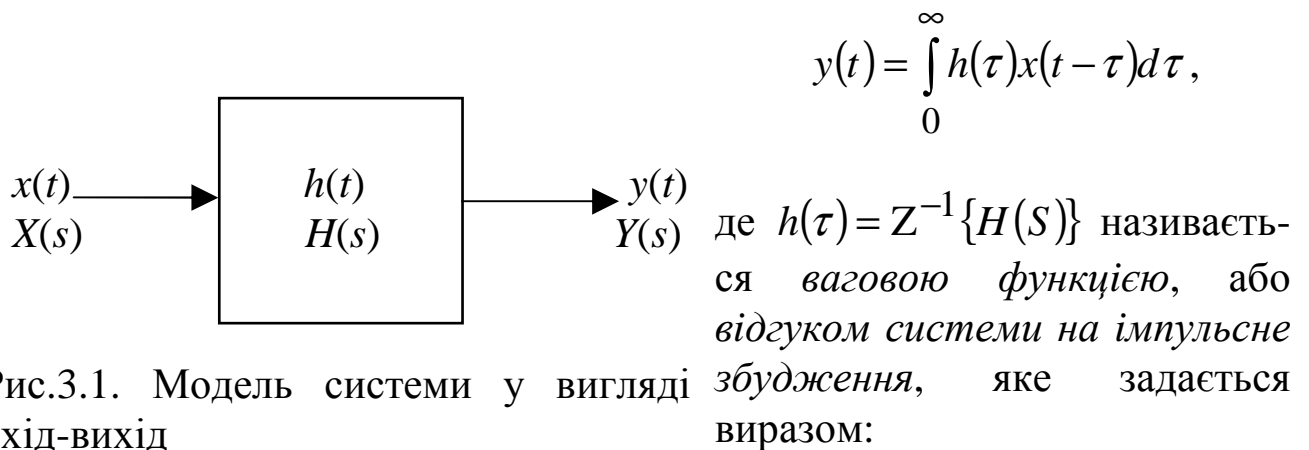 x(t)
X(s)
h(t)
H(s)
y(t)
Y(s)
Рис.3.1. Модель системи у вигляді
хід-вихід
y(t) = ∫₀^∞ h(τ)x(t − τ)dτ ,
де h(τ) = Z⁻¹{H(S)} називаєть-
ся ваговою функцією, або
відгуком системи на імпульсне
збудження, яке задається
виразом: